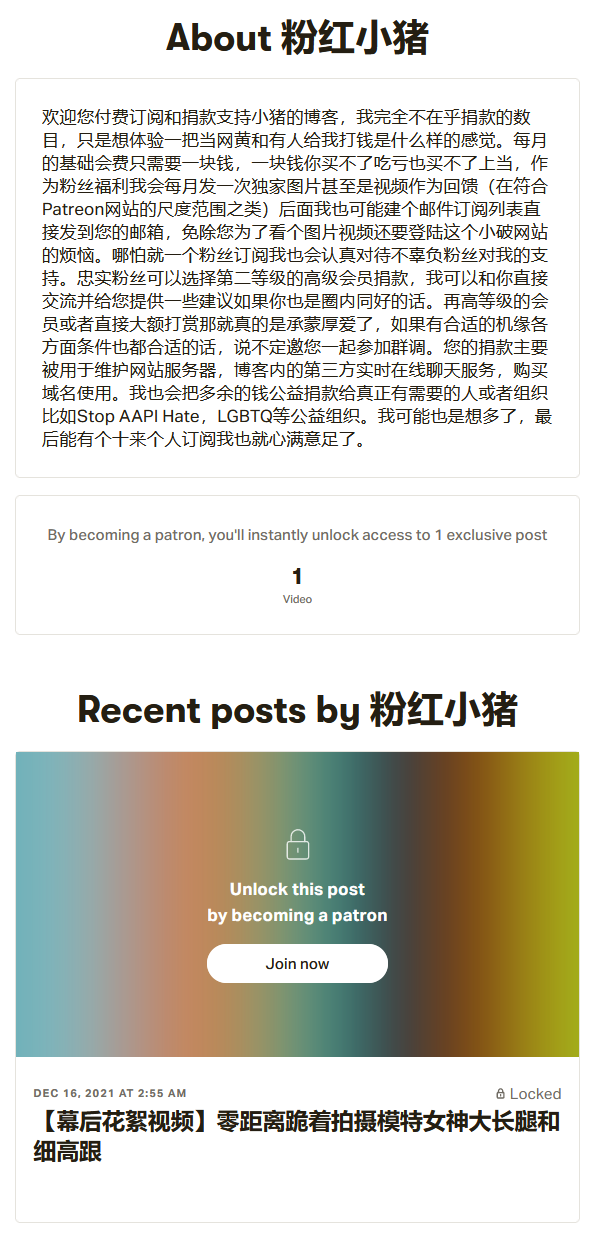 About 粉红小猪
欢迎您付费订阅和捐款支持小猪的博客，我完全不在乎捐款的数
目，只是想体验一把当网黄和有人给我打钱是什么样的感觉。每月
的基础会费只需要一块钱，一块钱你买不了吃亏也买不了上当，作
为粉丝福利我会每月发一次独家图片甚至是视频作为回馈（在符合
Patreon网站的尺度范围之类）后面我也可能建个邮件订阅列表直
接发到您的邮箱，免除您为了看个图片视频还要登陆这个小破网站
的烦恼。哪怕就一个粉丝订阅我也会认真对待不辜负粉丝对我的支
持。忠实粉丝可以选择第二等级的高级会员捐款，我可以和你直接
交流并给您提供一些建议如果你也是圈内同好的话。再高等级的会
员或者直接大额打赏那就真的是承蒙厚爱了，如果有合适的机缘各
方面条件也都合适的话，说不定邀您一起参加群调。您的捐款主要
被用于维护网站服务器，博客内的第三方实时在线聊天服务，购买
域名使用。我也会把多余的钱公益捐款给真正有需要的人或者组织
比如Stop AAPI Hate，LGBTQ等公益组织。我可能也是想多了，最
后能有个十来个人订阅我也就心满意足了。
By becoming a patron, you'll instantly unlock access to 1 exclusive post
1
Video
Recent posts by 粉红小猪
Unlock this post
by becoming a patron
Join now
DEC 16, 2021 AT 2:55 AM
Locked
【幕后花絮视频】零距离跪着拍摄模特女神大长腿和
细高跟